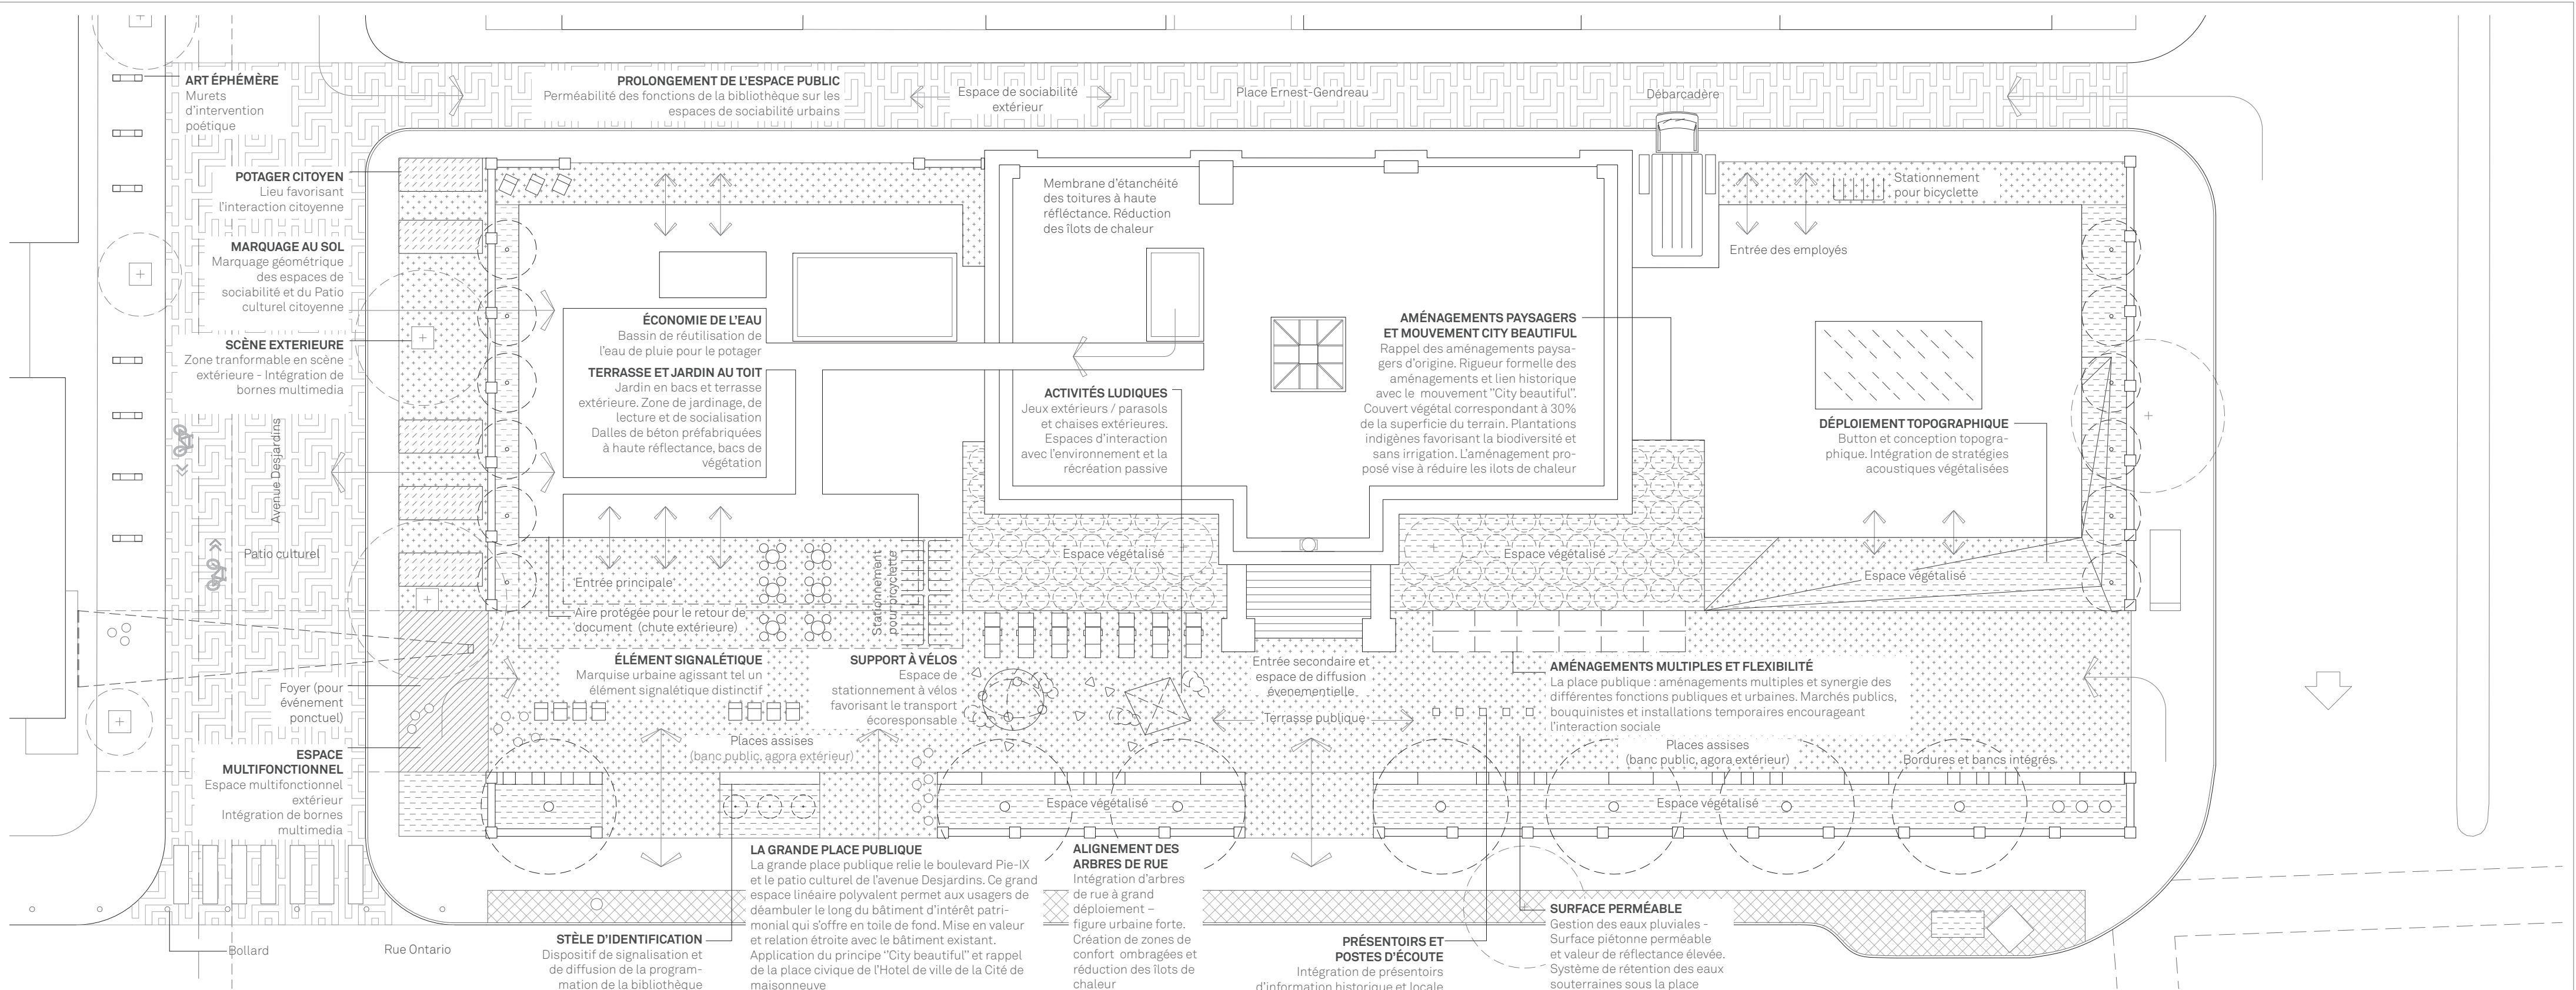 ART ÉPHÉMÈRE
Murets
d'intervention
poétique
PROLONGEMENT DE L'ESPACE PUBLIC
Perméabilité des fonctions de la bibliothèque sur les
espaces de sociabilité urbains
Espace de sociabilité
extérieur
Place Ernest-Gendreau
Débarcadère
POTAGER CITOYEN
Lieu favorisant
l'interaction citoyenne
MARQUAGE AU SOL
Marquage géométrique
des espaces de
sociabilité et du Patio
culturel citoyenne
SCÈNE EXTERIEURE
Zone tranformable en scène
extérieure - Intégration de
bornes multimedia
Avenue Desjardins
Patio culturel
Membrane d'étanchéité
des toitures à haute
réfléctance. Réduction
des îlots de chaleur
Stationnement
pour bicyclette
Entrée des employés
ÉCONOMIE DE L'EAU
Bassin de réutilisation de
l'eau de pluie pour le potager
TERRASSE ET JARDIN AU TOIT
Jardin en bacs et terrasse
extérieure. Zone de jardinage, de
lecture et de socialisation
Dalles de béton préfabriquées
à haute réflectance, bacs de
végétation
ACTIVITÉS LUDIQUES
Jeux extérieurs / parasols
et chaises extérieures.
Espaces d'interaction
avec l'environnement et la
récréation passive
AMÉNAGEMENTS PAYSAGERS
ET MOUVEMENT CITY BEAUTIFUL
Rappel des aménagements paysa-
gers d'origine. Rigueur formelle des
aménagements et lien historique
avec le mouvement "City beautiful".
Couvert végétal correspondant à 30%
de la superficie du terrain. Plantations
indigènes favorisant la biodiversité et
sans irrigation. L'aménagement pro-
posé vise à réduire les ilots de chaleur
DÉPLOIEMENT TOPOGRAPHIQUE
Button et conception topogra-
phique. Intégration de stratégies
acoustiques végétalisées
Entrée principale
Aire protégée pour le retour de
document (chute extérieure)
Stationnement
pour bicyclette
Espace végétalisé
Espace végétalisé
Espace végétalisé
Foyer (pour
événement
ponctuel)
ÉLÉMENT SIGNALÉTIQUE
Marquise urbaine agissant tel un
élément signalétique distinctif
SUPPORT À VÉLOS
Espace de
stationnement à vélos
favorisant le transport
écoresponsable
Entrée secondaire et
espace de diffusion
évenementielle
Terrasse publique
AMÉNAGEMENTS MULTIPLES ET FLEXIBILITÉ
La place publique : aménagements multiples et synergie des
différentes fonctions publiques et urbaines. Marchés publics,
bouquinistes et installations temporaires encourageant
l'interaction sociale
Places assises
(banc public, agora extérieur)
Places assises
(banc public, agora extérieur)
Bordures et bancs intégrés
ESPACE
MULTIFONCTIONNEL
Espace multifonctionnel
extérieur
Intégration de bornes
multimedia
Espace végétalisé
Espace végétalisé
Bollard
Rue Ontario
STÈLE D'IDENTIFICATION
Dispositif de signalisation et
de diffusion de la program-
mation de la bibliothèque
LA GRANDE PLACE PUBLIQUE
La grande place publique relie le boulevard Pie-IX
et le patio culturel de l'avenue Desjardins. Ce grand
espace linéaire polyvalent permet aux usagers de
déambuler le long du bâtiment d'intérêt patri-
monial qui s'offre en toile de fond. Mise en valeur
et relation étroite avec le bâtiment existant.
Application du principe "City beautiful" et rappel
de la place civique de l'Hotel de ville de la Cité de
maisonneuve
ALIGNEMENT DES
ARBRES DE RUE
Intégration d'arbres
de rue à grand
déploiement –
figure urbaine forte.
Création de zones de
confort ombragées et
réduction des îlots de
chaleur
PRÉSENTOIRS ET
POSTES D'ÉCOUTE
Intégration de présentoirs
d'information historique et locale
SURFACE PERMÉABLE
Gestion des eaux pluviales -
Surface piétonne perméable
et valeur de réflectance élevée.
Système de rétention des eaux
souterraines sous la place